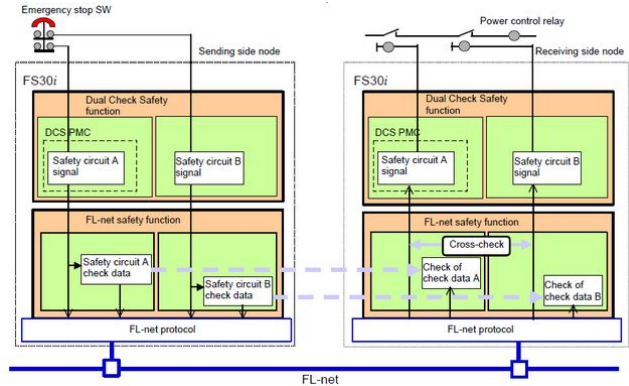 Emergency stop SW
Sending side node
FS30i
Dual Check Safety
function
DCS PMC
Safety circuit A
signal
Safety circuit B
signal
FL-net safety function
Safety circuit A
check data
Safety circuit B
check data
FL-net protocol
Power control relay
Receiving side node
FS30i
Dual Check Safety
function
DCS PMC
Safety circuit A
signal
Safety circuit B
signal
FL-net safety function
Cross-check
Check of
check data A
Check of
check data B
FL-net protocol
FL-net